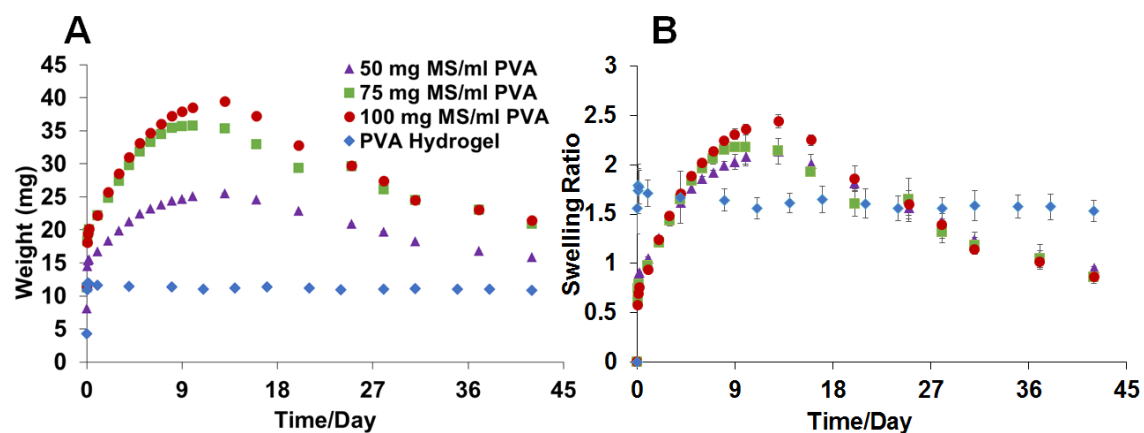 A
Weight (mg)
45
40
35
30
25
20
15
10
5
0
0 9 18 27 36 45
Time/Day
50 mg MS/ml PVA
75 mg MS/ml PVA
100 mg MS/ml PVA
PVA Hydrogel
B
Swelling Ratio
3
2.5
2
1.5
1
0.5
0
0 9 18 27 36 45
Time/Day